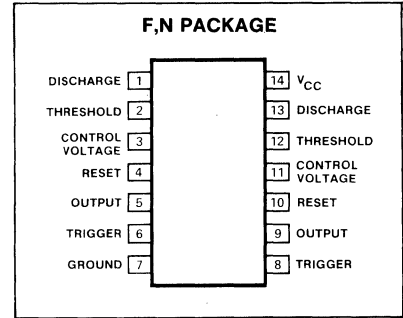 F,N PACKAGE
DISCHARGE 1
THRESHOLD 2
CONTROL
VOLTAGE 3
RESET 4
OUTPUT 5
TRIGGER 6
GROUND 7
14 VCC
13 DISCHARGE
12 THRESHOLD
11 CONTROL
VOLTAGE
10 RESET
9 OUTPUT
8 TRIGGER